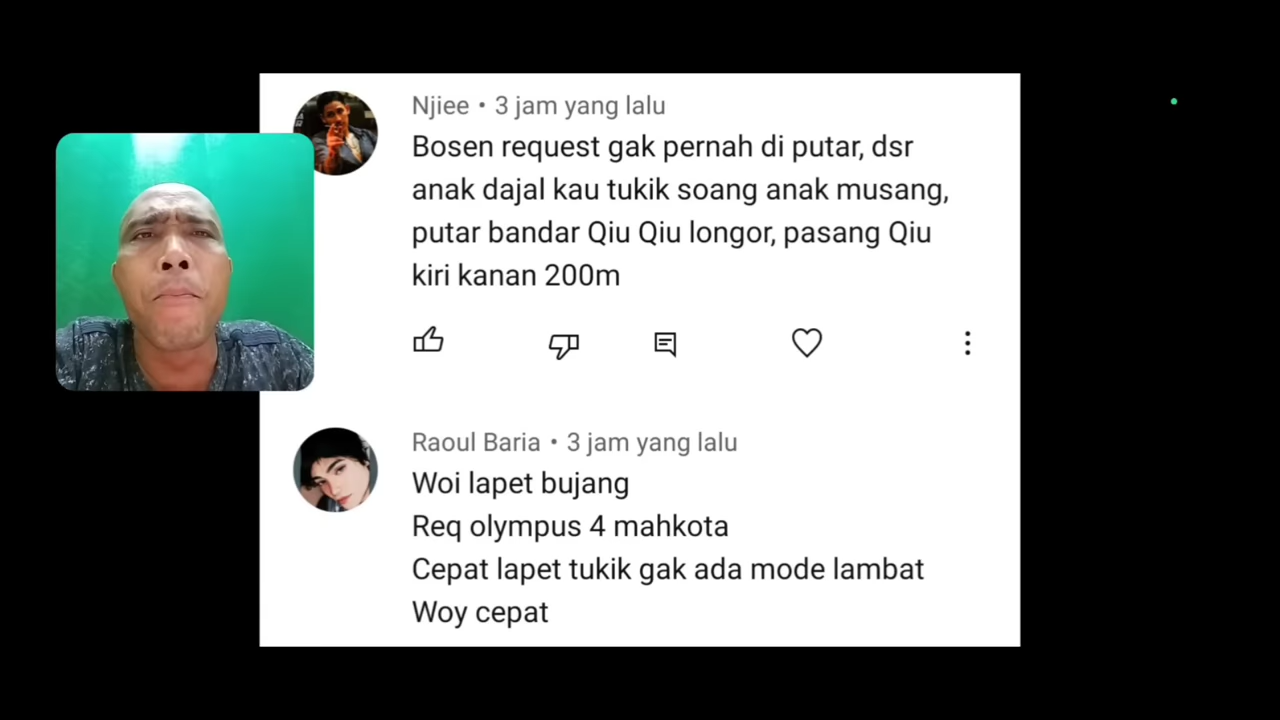 Njiee • 3 jam yang lalu
Bosen request gak pernah di putar, dsr
anak dajal kau tukik soang anak musang,
putar bandar Qiu Qiu longor, pasang Qiu
kiri kanan 200m
Raoul Baria • 3 jam yang lalu
Woi lapet bujang
Req olympus 4 mahkota
Cepat lapet tukik gak ada mode lambat
Woy cepat